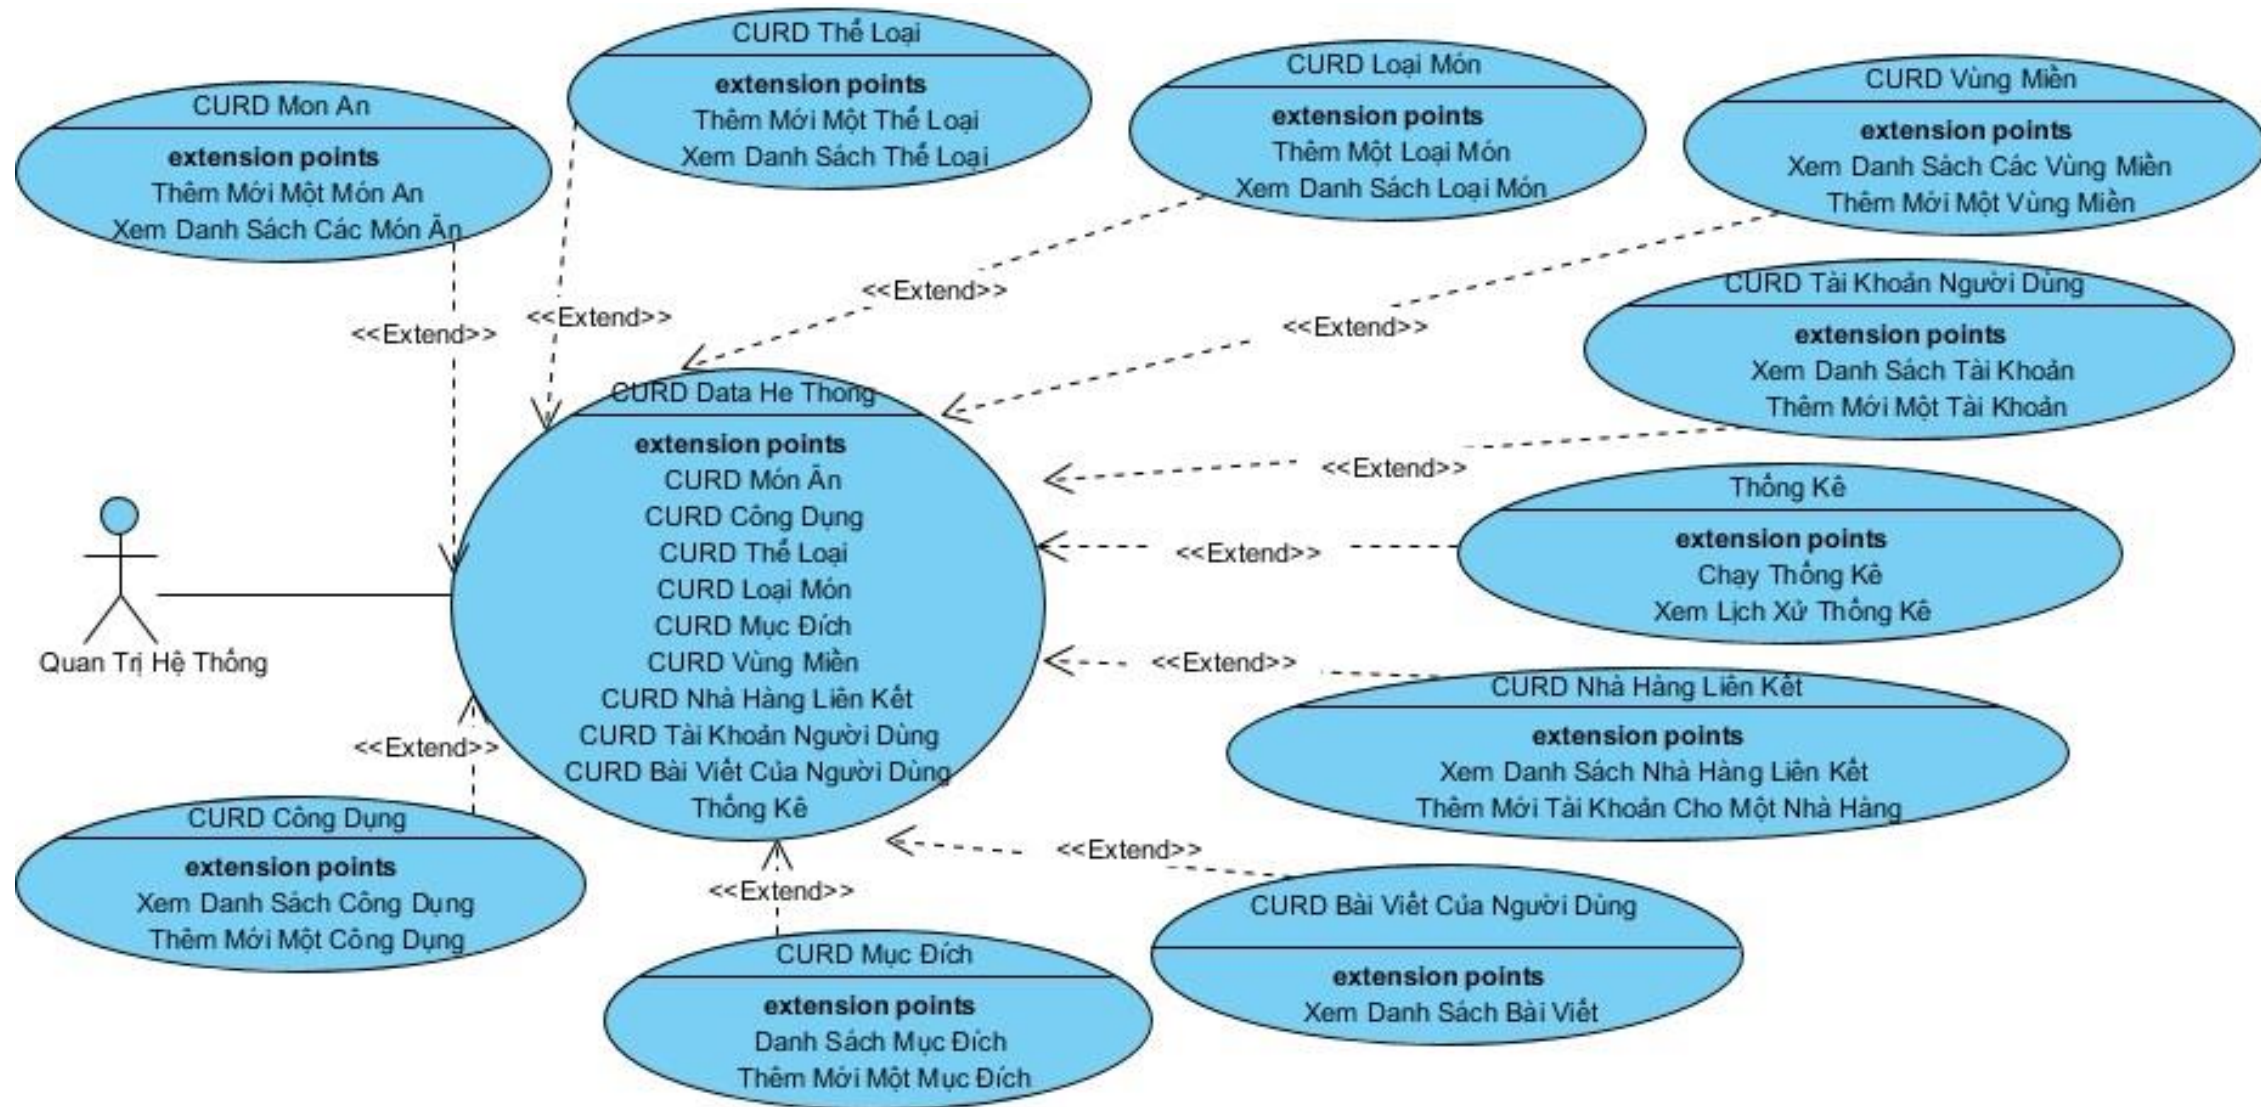 CURD Thể Loại
extension points
Thêm Mới Một Thể Loại
Xem Danh Sách Thể Loại
CURD Loại Món
extension points
Thêm Một Loại Món
Xem Danh Sách Loại Món
CURD Vùng Miền
extension points
Xem Danh Sách Các Vùng Miền
Thêm Mới Một Vùng Miền
CURD Mon An
extension points
Thêm Mới Một Món An
Xem Danh Sách Các Món Ăn
CURD Tài Khoản Người Dùng
extension points
Xem Danh Sách Tài Khoản
Thêm Mới Một Tài Khoản
<<Extend>>
<<Extend>>
<<Extend>>
<<Extend>>
<<Extend>>
CURD Data He Thong
extension points
CURD Món Ăn
CURD Công Dụng
CURD Thể Loại
CURD Loại Món
CURD Mục Đích
CURD Vùng Miền
CURD Nhà Hàng Liên Kết
CURD Tài Khoản Người Dùng
CURD Bài Viết Của Người Dùng
Thống Kê
Thống Kê
extension points
Chạy Thống Kê
Xem Lịch Xử Thống Kê
<<Extend>>
Quan Trị Hệ Thống
<<Extend>>
CURD Nhà Hàng Liên Kết
extension points
Xem Danh Sách Nhà Hàng Liên Kết
Thêm Mới Tài Khoản Cho Một Nhà Hàng
<<Extend>>
CURD Công Dụng
extension points
Xem Danh Sách Công Dụng
Thêm Mới Một Công Dụng
<<Extend>>
<<Extend>>
CURD Bài Viết Của Người Dùng
extension points
Xem Danh Sách Bài Viết
CURD Mục Đích
extension points
Danh Sách Mục Đích
Thêm Mới Một Mục Đích